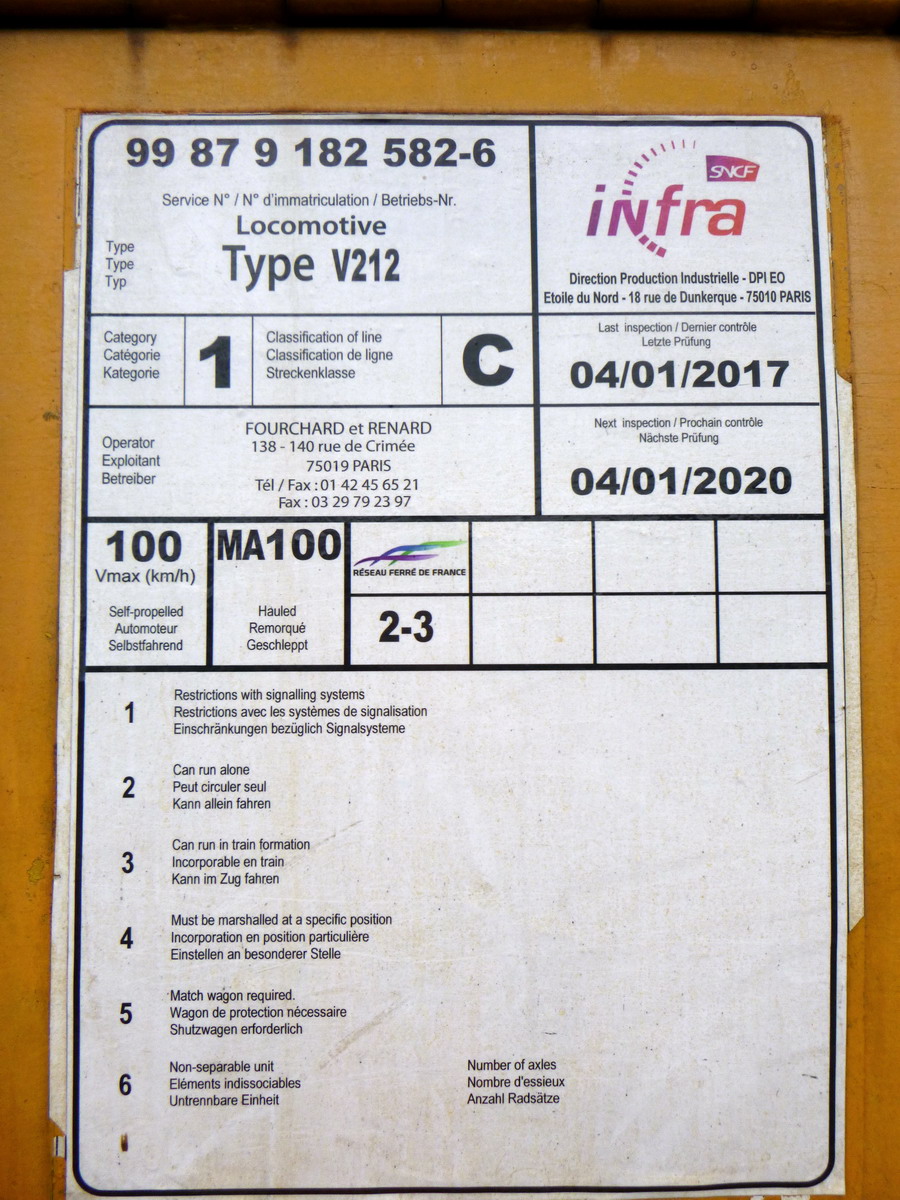 99 87 9 182 582-6
Service N° / N° d'immatriculation / Betriebs-Nr.
Locomotive
Type
Type
Typ
Type V212
SNCF
infra
Direction Production Industrielle - DPI EO
Etoile du Nord - 18 rue de Dunkerque - 75010 PARIS
Category
Catégorie
Kategorie
1
Classification of line
Classification de ligne
Streckenklasse
C
Last inspection / Dernier contrôle
Letzte Prüfung
04/01/2017
Operator
Exploitant
Betreiber
FOURCHARD et RENARD
138 - 140 rue de Crimée
75019 PARIS
Tél / Fax : 01 42 45 65 21
Fax : 03 29 79 23 97
Next inspection / Prochain contrôle
Nächste Prüfung
04/01/2020
100
Vmax (km/h)
Self-propelled
Automoteur
Selbstfahrend
MA100
Hauled
Remorqué
Geschleppt
RÉSEAU FERRÉ DE FRANCE
2-3
1
Restrictions with signalling systems
Restrictions avec les systèmes de signalisation
Einschränkungen bezüglich Signalsysteme
2
Can run alone
Peut circuler seul
Kann allein fahren
3
Can run in train formation
Incorporable en train
Kann im Zug fahren
4
Must be marshalled at a specific position
Incorporation en position particulière
Einstellen an besonderer Stelle
5
Match wagon required.
Wagon de protection nécessaire
Shutzwagen erforderlich
6
Non-separable unit
Eléments indissociables
Untrennbare Einheit
Number of axles
Nombre d'essieux
Anzahl Radsätze